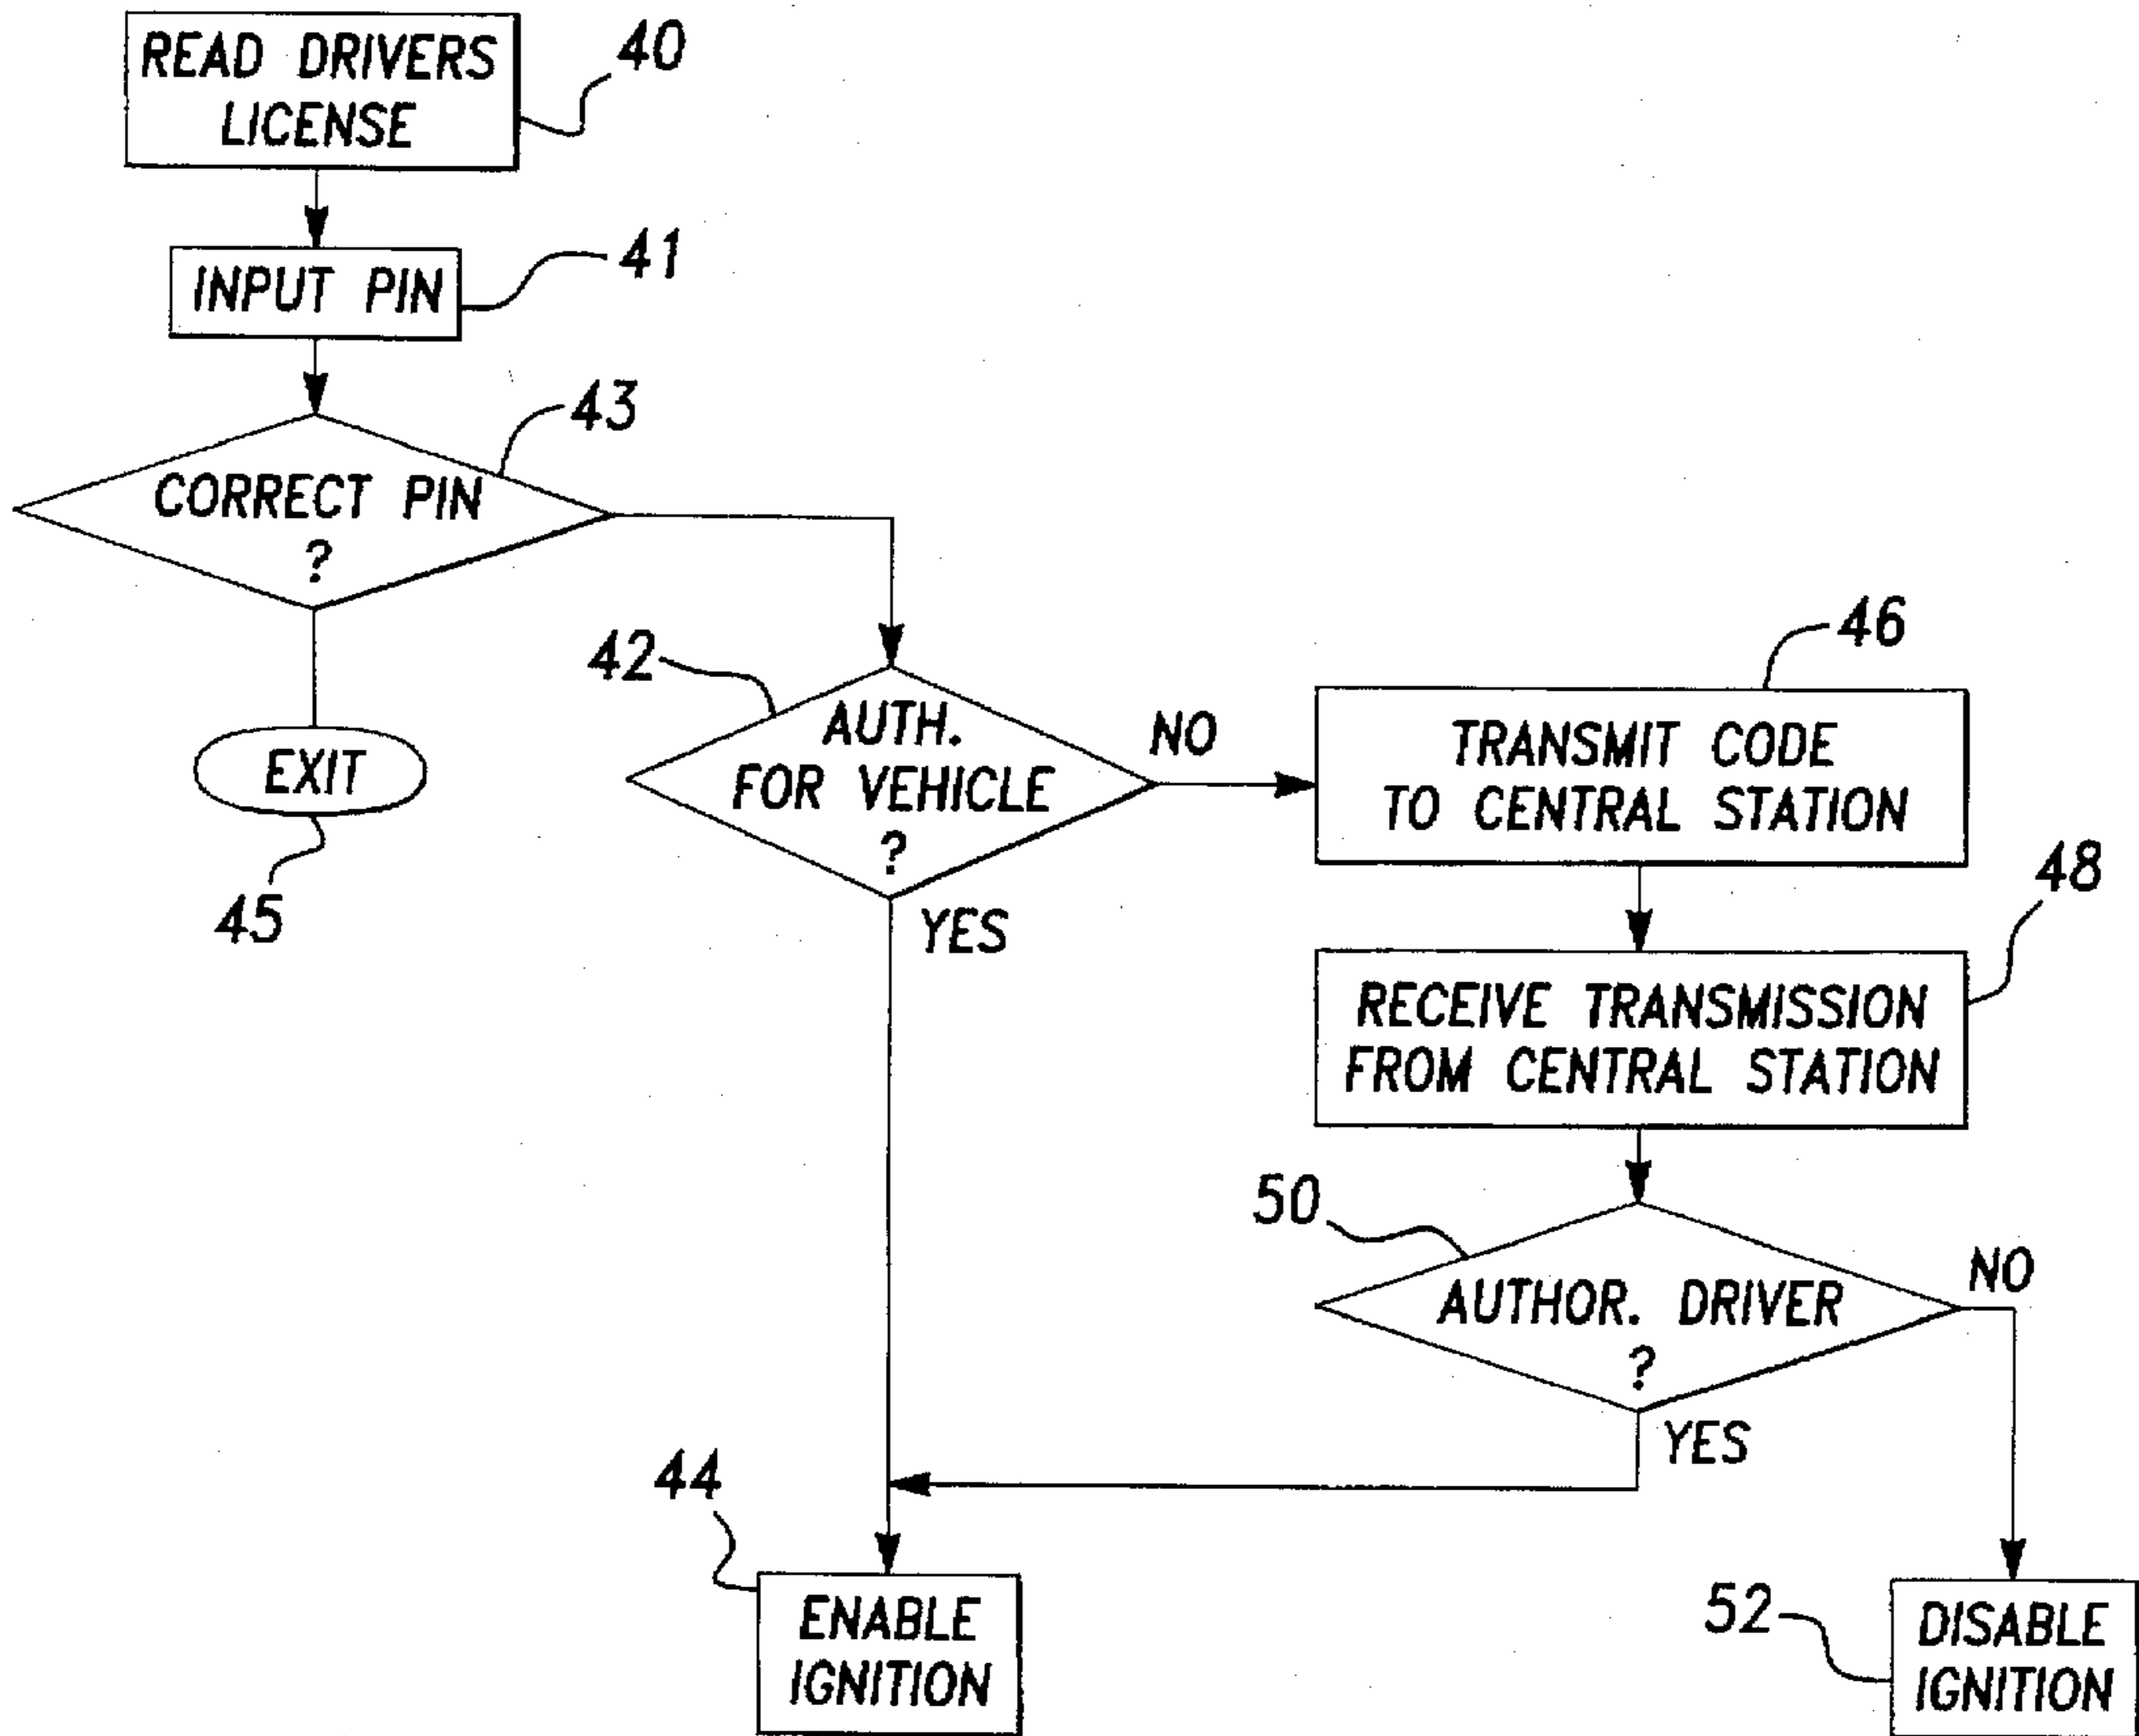 READ DRIVERS
LICENSE
40
INPUT PIN
41
43
CORRECT PIN
?
EXIT
45
42
AUTH.
FOR VEHICLE
?
NO
YES
46
TRANSMIT CODE
TO CENTRAL STATION
48
RECEIVE TRANSMISSION
FROM CENTRAL STATION
50
AUTHOR. DRIVER
?
NO
YES
44
ENABLE
IGNITION
52
DISABLE
IGNITION